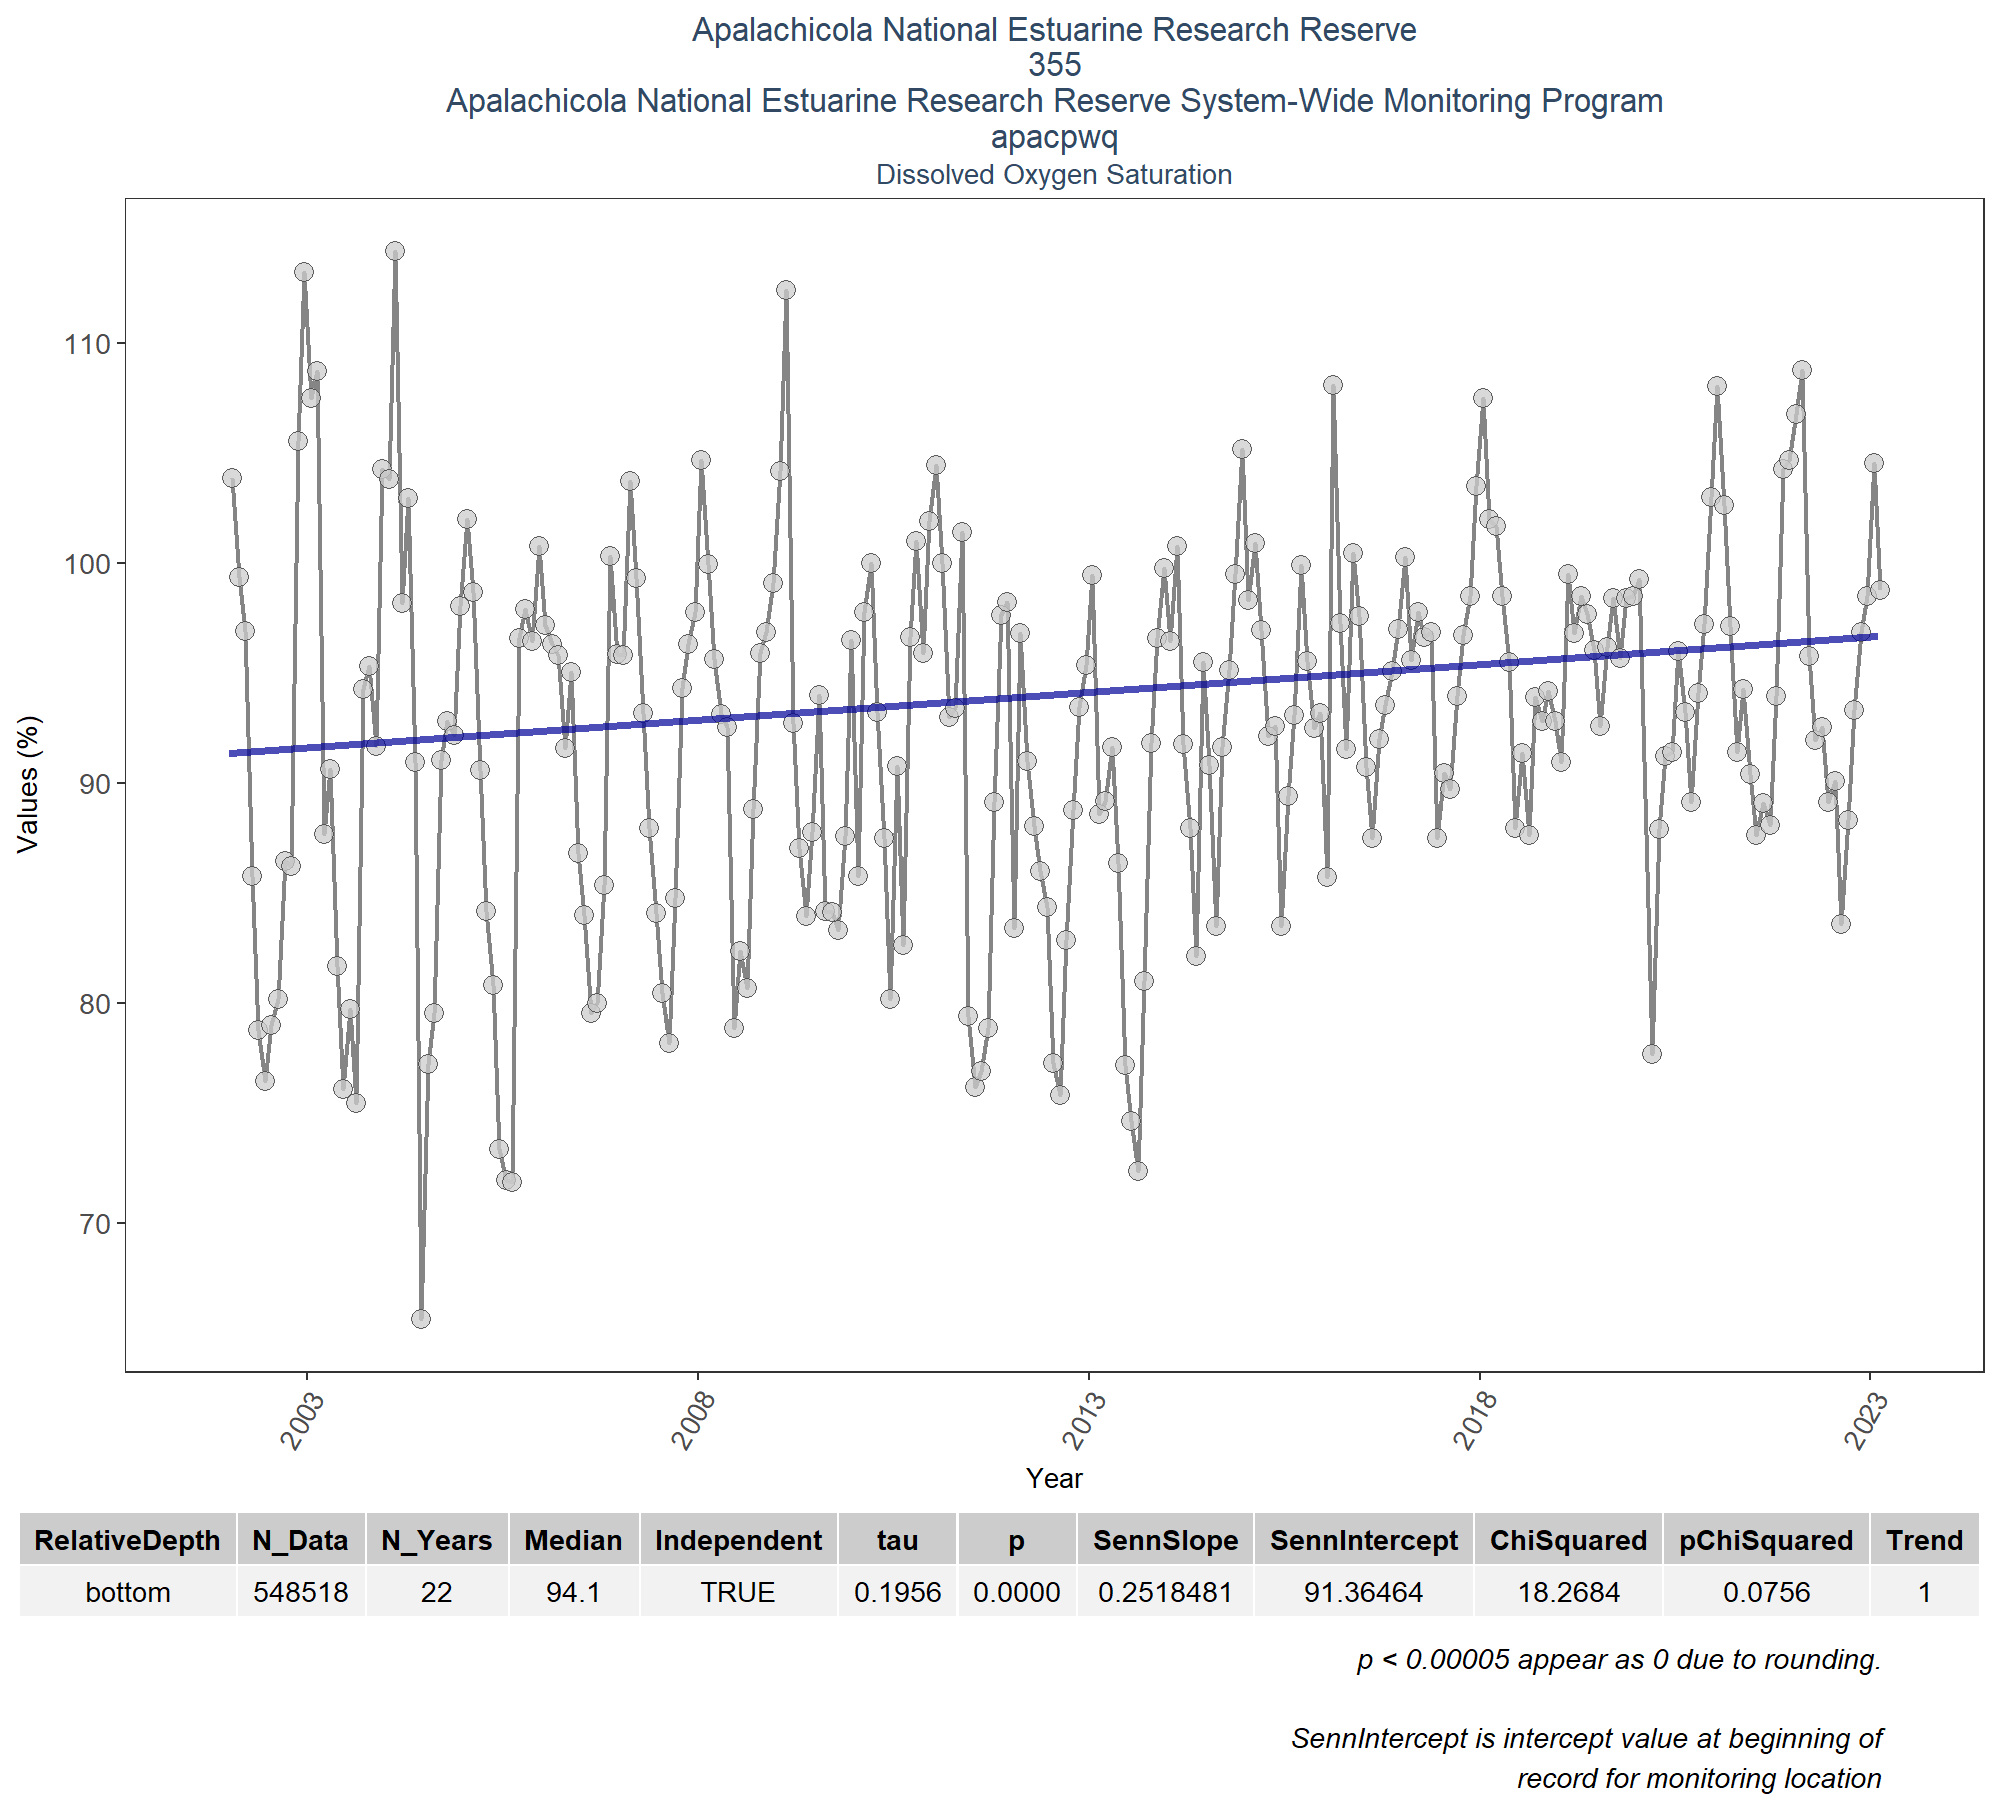 Apalachicola National Estuarine Research Reserve
355
Apalachicola National Estuarine Research Reserve System-Wide Monitoring Program
apacpwq
Dissolved Oxygen Saturation
Values (%)
110
100
90
80
70
2003 2008 2013 2018 2023
Year
RelativeDepth N_Data N_Years Median Independent tau p SennSlope SennIntercept ChiSquared pChiSquared Trend
bottom 548518 22 94.1 TRUE 0.1956 0.0000 0.2518481 91.36464 18.2684 0.0756 1
p < 0.00005 appear as 0 due to rounding.
SennIntercept is intercept value at beginning of
record for monitoring location